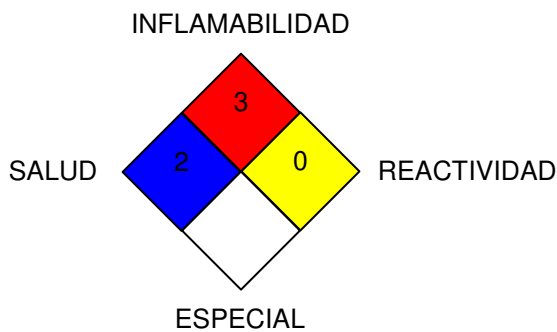 INFLAMABILIDAD
3
SALUD
2
0
REACTIVIDAD
ESPECIAL